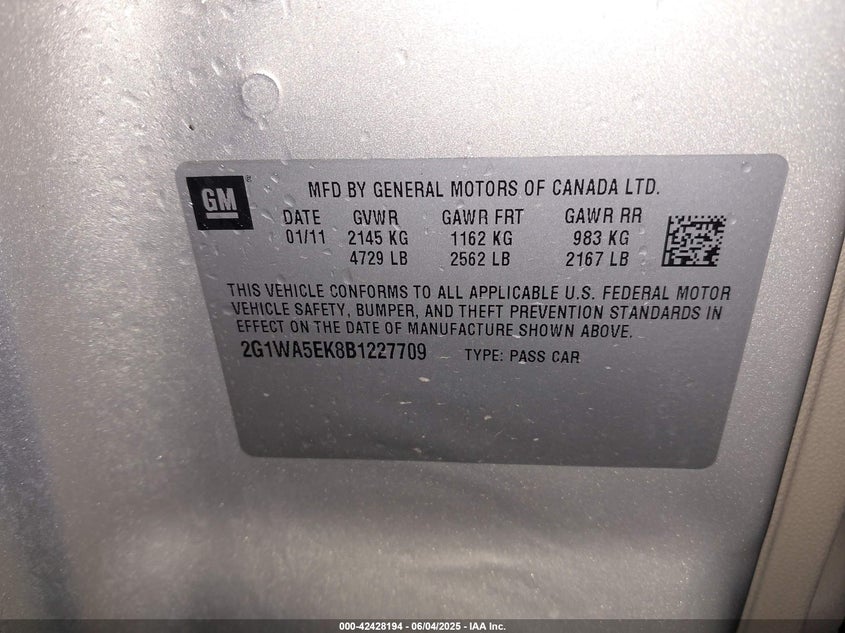 GM
MFD BY GENERAL MOTORS OF CANADA LTD.
DATE GVWR GAWR FRT GAWR RR
01/11 2145 KG 1162 KG 983 KG
4729 LB 2562 LB 2167 LB
THIS VEHICLE CONFORMS TO ALL APPLICABLE U.S. FEDERAL MOTOR
VEHICLE SAFETY, BUMPER, AND THEFT PREVENTION STANDARDS IN
EFFECT ON THE DATE OF MANUFACTURE SHOWN ABOVE.
2G1WA5EK8B1227709 TYPE: PASS CAR
000-42428194 - 06/04/2025 - IAA Inc.